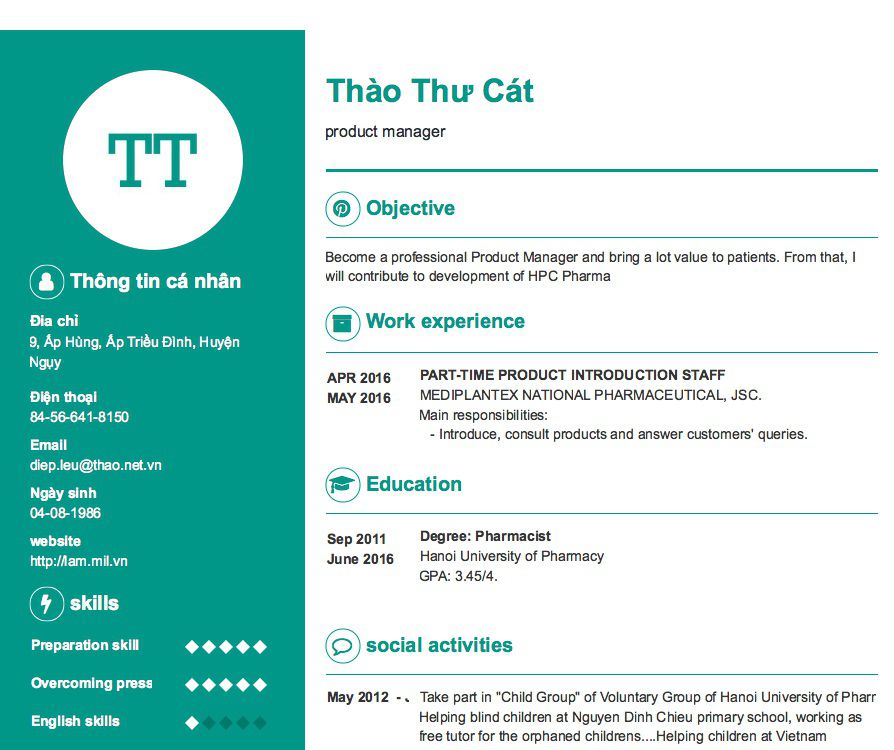 TT
Thông tin cá nhân
Địa chỉ
9, Ấp Hùng, Ấp Triều Đình, Huyện
Ngụy
Điện thoại
84-56-641-8150
Email
diep.leu@thao.net.vn
Ngày sinh
04-08-1986
website
http://lam.mil.vn
skills
Preparation skill
Overcoming press
English skills
Thào Thư Cát
product manager
Objective
Become a professional Product Manager and bring a lot value to patients. From that, I
will contribute to development of HPC Pharma
Work experience
APR 2016
MAY 2016
PART-TIME PRODUCT INTRODUCTION STAFF
MEDIPLANTEX NATIONAL PHARMACEUTICAL, JSC.
Main responsibilities:
- Introduce, consult products and answer customers' queries.
Education
Sep 2011
June 2016
Degree: Pharmacist
Hanoi University of Pharmacy
GPA: 3.45/4.
social activities
May 2012 -
Take part in "Child Group" of Voluntary Group of Hanoi University of Phar
Helping blind children at Nguyen Dinh Chieu primary school, working as
free tutor for the orphaned childrens....Helping children at Vietnam